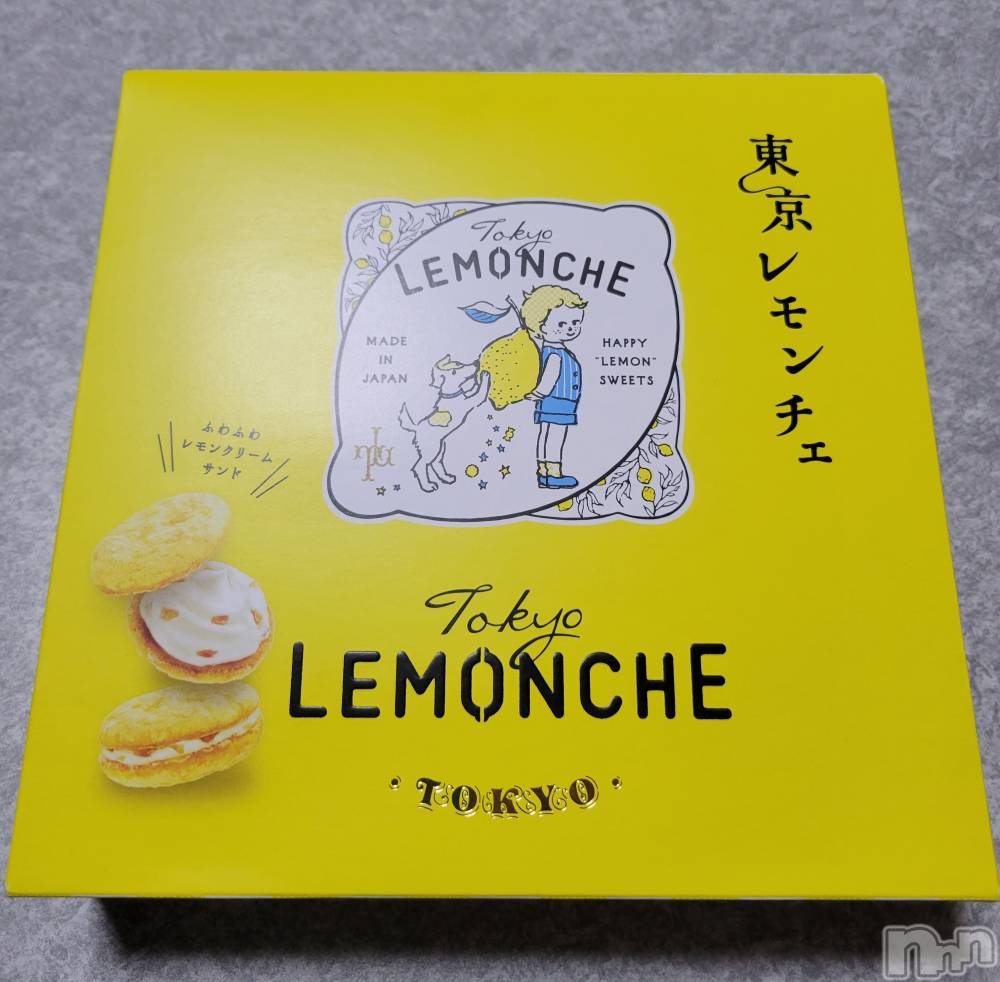 東京レモンチェ
Tokyo
LEMONCHE
MADE
IN
JAPAN
HAPPY
"LEMON"
SWEETS
ふわふわ
レモンクリーム
サンド
Tokyo
LEMONCHE
・TOKYO・
nnn